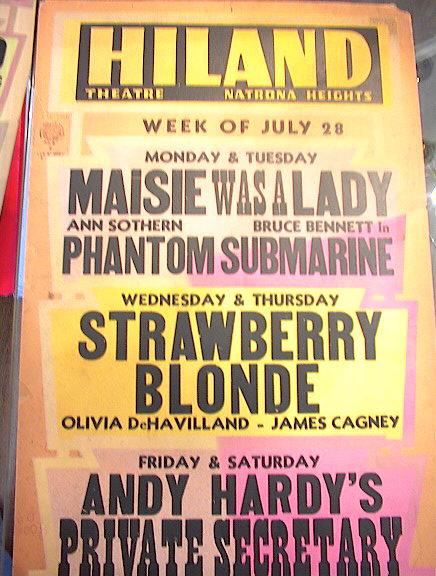 HILAND
THEATRE NATRONA HEIGHTS
WEEK OF JULY 28
MONDAY & TUESDAY
MAiSIE WAS A LADY
ANN SOTHERN BRUCE BENNETT In
PHANTOM SUBMARINE
WEDNESDAY & THURSDAY
STRAWBERRY
BLONDE
OLIVIA DeHAVILLAND - JAMES CAGNEY
FRIDAY & SATURDAY
ANDY HARDY'S
PRIVATE SECRETARY